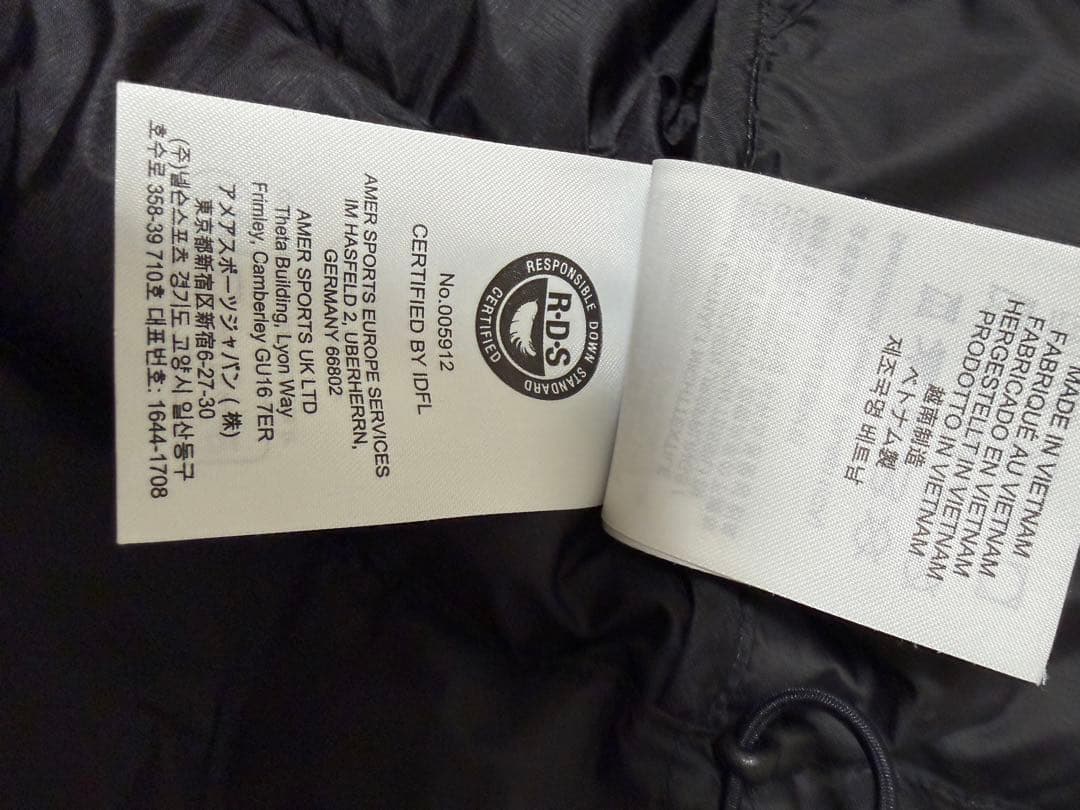 MADE IN VIETNAM
FABRIQUE AU VIETNAM
FABRICADO EN VIETNAM
HERGESTELLT IN VIETNAM
PRODOTTO IN VIETNAM
越南制造
ベトナム製
제조국명 베트남
RESPONSIBLE DOWN STANDARD
R·D·S
CERTIFIED
No.005912
CERTIFIED BY IDFL
AMER SPORTS EUROPE SERVICES
IM HASFELD 2, UBERHERRN,
GERMANY 66802
AMER SPORTS UK LTD
Theta Building, Lyon Way
Frimley, Camberley GU16 7ER
アメアスポーツジャパン ( 株)
東京都新宿区新宿6-27-30
(주)넬슨스포츠 경기도 고양시 일산동구
호수로 358-39 710호 대표번호: 1644-1708